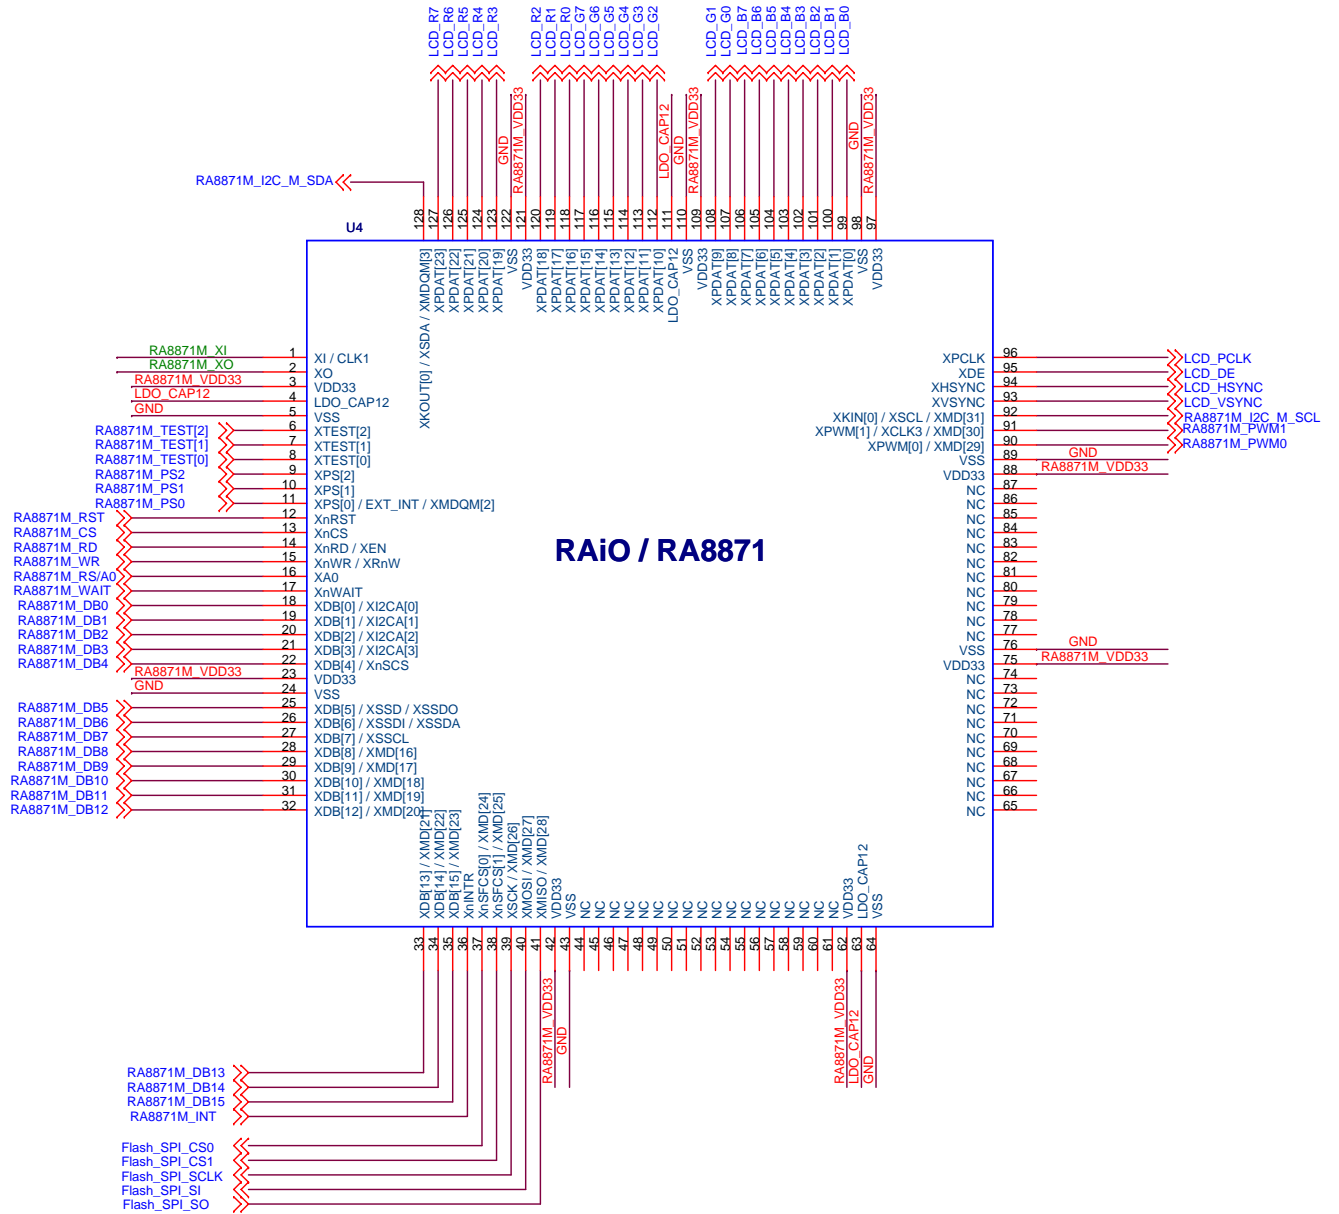 LCD_R7
LCD_R6
LCD_R5
LCD_R4
LCD_R3
GND
RA8871M_VDD33
LCD_R2
LCD_R1
LCD_R0
LCD_G7
LCD_G6
LCD_G5
LCD_G4
LCD_G3
LCD_G2
LDO_CAP12
GND
RA8871M_VDD33
LCD_G1
LCD_G0
LCD_B7
LCD_B6
LCD_B5
LCD_B4
LCD_B3
LCD_B2
LCD_B1
LCD_B0
GND
RA8871M_VDD33
RA8871M_I2C_M_SDA
U4
128 XKOUT[0] / XSDA / XMDQM[3]
127 XPDAT[23]
126 XPDAT[22]
125 XPDAT[21]
124 XPDAT[20]
123 XPDAT[19]
122 VSS
121 VDD33
120 XPDAT[18]
119 XPDAT[17]
118 XPDAT[16]
117 XPDAT[15]
116 XPDAT[14]
115 XPDAT[13]
114 XPDAT[12]
113 XPDAT[11]
112 XPDAT[10]
111 LDO_CAP12
110 VSS
109 VDD33
108 XPDAT[9]
107 XPDAT[8]
106 XPDAT[7]
105 XPDAT[6]
104 XPDAT[5]
103 XPDAT[4]
102 XPDAT[3]
101 XPDAT[2]
100 XPDAT[1]
99 XPDAT[0]
98 VSS
97 VDD33
RA8871M_XI 1 XI / CLK1
RA8871M_XO 2 XO
RA8871M_VDD33 3 VDD33
LDO_CAP12 4 LDO_CAP12
GND 5 VSS
RA8871M_TEST[2] 6 XTEST[2]
RA8871M_TEST[1] 7 XTEST[1]
RA8871M_TEST[0] 8 XTEST[0]
RA8871M_PS2 9 XPS[2]
RA8871M_PS1 10 XPS[1]
RA8871M_PS0 11 XPS[0] / EXT_INT / XMDQM[2]
RA8871M_RST 12 XnRST
RA8871M_CS 13 XnCS
RA8871M_RD 14 XnRD / XEN
RA8871M_WR 15 XnWR / XRnW
RA8871M_RS/A0 16 XA0
RA8871M_WAIT 17 XnWAIT
RA8871M_DB0 18 XDB[0] / XI2CA[0]
RA8871M_DB1 19 XDB[1] / XI2CA[1]
RA8871M_DB2 20 XDB[2] / XI2CA[2]
RA8871M_DB3 21 XDB[3] / XI2CA[3]
RA8871M_DB4 22 XDB[4] / XnSCS
RA8871M_VDD33 23 VDD33
GND 24 VSS
RA8871M_DB5 25 XDB[5] / XSSD / XSSDO
RA8871M_DB6 26 XDB[6] / XSSDI / XSSDA
RA8871M_DB7 27 XDB[7] / XSSCL
RA8871M_DB8 28 XDB[8] / XMD[16]
RA8871M_DB9 29 XDB[9] / XMD[17]
RA8871M_DB10 30 XDB[10] / XMD[18]
RA8871M_DB11 31 XDB[11] / XMD[19]
RA8871M_DB12 32 XDB[12] / XMD[20]
RAiO / RA8871
XPCLK 96 LCD_PCLK
XDE 95 LCD_DE
XHSYNC 94 LCD_HSYNC
XVSYNC 93 LCD_VSYNC
XKIN[0] / XSCL / XMD[31] 92 RA8871M_I2C_M_SCL
XPWM[1] / XCLK3 / XMD[30] 91 RA8871M_PWM1
XPWM[0] / XMD[29] 90 RA8871M_PWM0
VSS 89 GND
VDD33 88 RA8871M_VDD33
NC 87
NC 86
NC 85
NC 84
NC 83
NC 82
NC 81
NC 80
NC 79
NC 78
NC 77
VSS 76 GND
VDD33 75 RA8871M_VDD33
NC 74
NC 73
NC 72
NC 71
NC 70
NC 69
NC 68
NC 67
NC 66
NC 65
XDB[13] / XMD[21] 33
XDB[14] / XMD[22] 34
XDB[15] / XMD[23] 35
XnINTR 36
XnSFCS[0] / XMD[24] 37
XnSFCS[1] / XMD[25] 38
XSCK / XMD[26] 39
XMOSI / XMD[27] 40
XMISO / XMD[28] 41
VDD33 42 RA8871M_VDD33
VSS 43 GND
NC 44
NC 45
NC 46
NC 47
NC 48
NC 49
NC 50
NC 51
NC 52
NC 53
NC 54
NC 55
NC 56
NC 57
NC 58
NC 59
NC 60
NC 61
VDD33 62 RA8871M_VDD33
LDO_CAP12 63 LDO_CAP12
VSS 64 GND
RA8871M_DB13
RA8871M_DB14
RA8871M_DB15
RA8871M_INT
Flash_SPI_CS0
Flash_SPI_CS1
Flash_SPI_SCLK
Flash_SPI_SI
Flash_SPI_SO